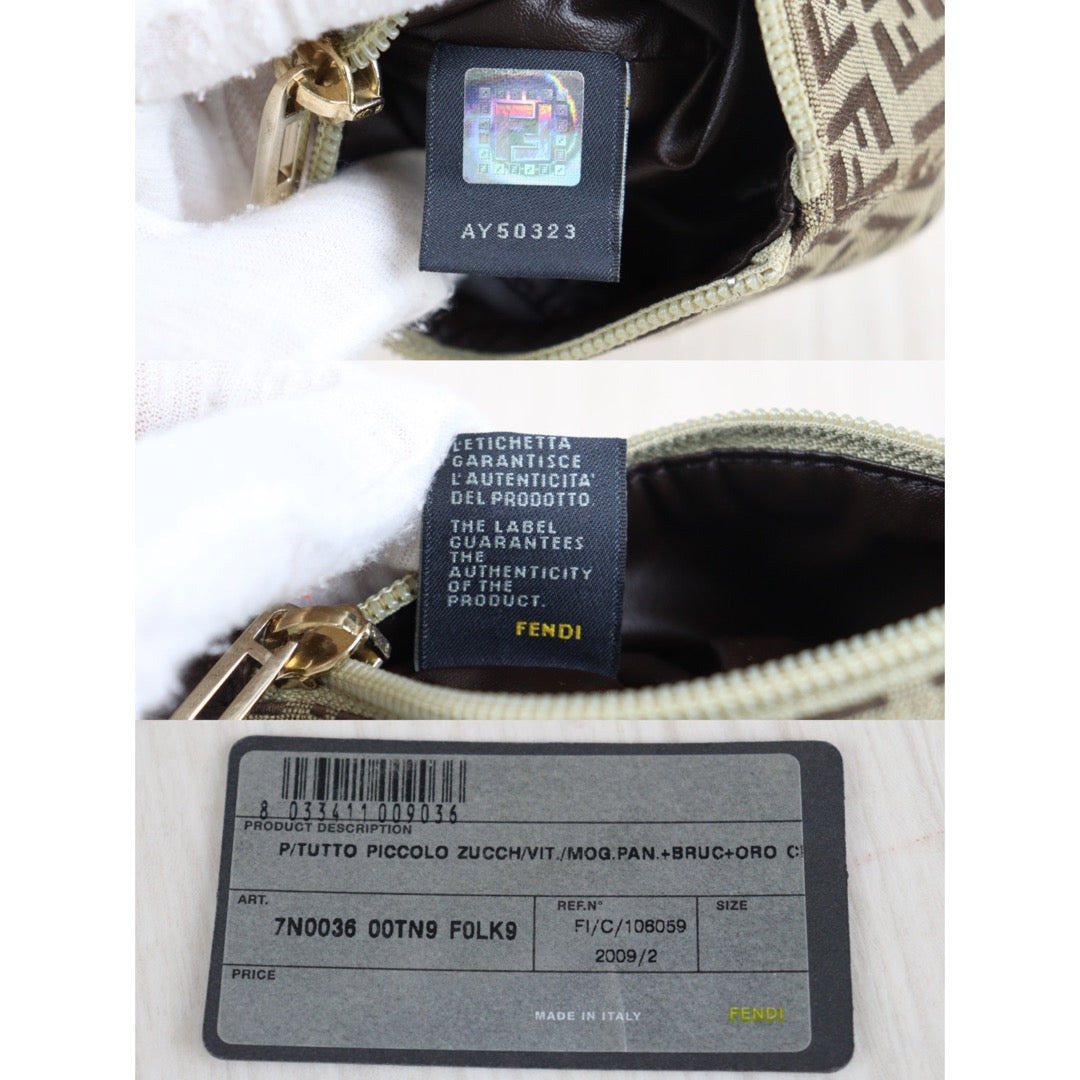 AY50323
L'ETICHETTA
GARANTISCE
L'AUTENTICITA'
DEL PRODOTTO.
THE LABEL
GUARANTEES
THE
AUTHENTICITY
OF THE
PRODUCT.
FENDI
8 033411 009036
PRODUCT DESCRIPTION
P/TUTTO PICCOLO ZUCCH/VIT./MOG.PAN.+BRUC+ORO
ART.
7N0036 00TN9 F0LK9
REF.N°
FI/C/106059
2009/2
SIZE
PRICE
MADE IN ITALY
FENDI